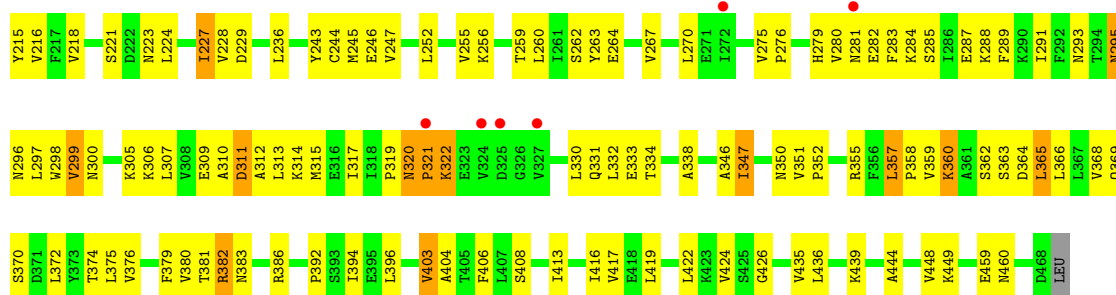 Y215 V216 F217 V218 S221 D222 N223 L224 I227 V228 D229 L236 Y243 C244 M245 E246 V247 L252 V255 K256 T259 L260 I261 S262 Y263 E264 V267 L270 E271 I272 V275 P276 H279 V280 N281 E282 F283 K284 S285 I286 E287 K288 F289 K290 I291 F292 N293 T294 N295
N296 L297 W298 V299 N300 K305 K306 L307 V308 E309 A310 D311 A312 L313 K314 M315 E316 I317 I318 P319 N320 P321 K322 E323 V324 D325 G326 V327 L330 Q331 L332 E333 T334 A338 A346 I347 N350 V351 P352 R355 F356 L357 P358 V359 K360 A361 S362 S363 D364 L365 L366 L367 V368 Q369
S370 D371 L372 Y373 T374 L375 V376 F379 V380 T381 R382 N383 R386 P392 S393 I394 E395 L396 V403 A404 T405 F406 L407 S408 I413 I416 V417 E418 L419 L422 K423 V424 S425 G426 V435 L436 K439 A444 V448 K449 E459 N460 D468 LEU